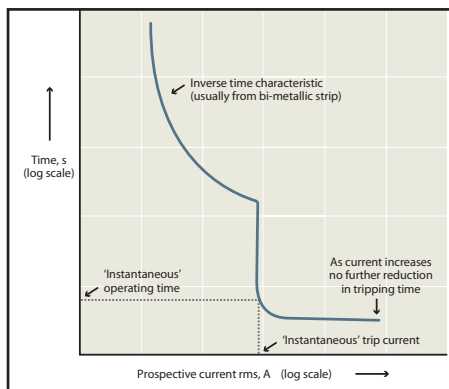 Inverse time characteristic
(usually from bi-metallic strip)
Time, s
(log scale)
‘Instantaneous’
operating time
As current increases
no further reduction
in tripping time
‘Instantaneous’ trip current
Prospective current rms, A (log scale)